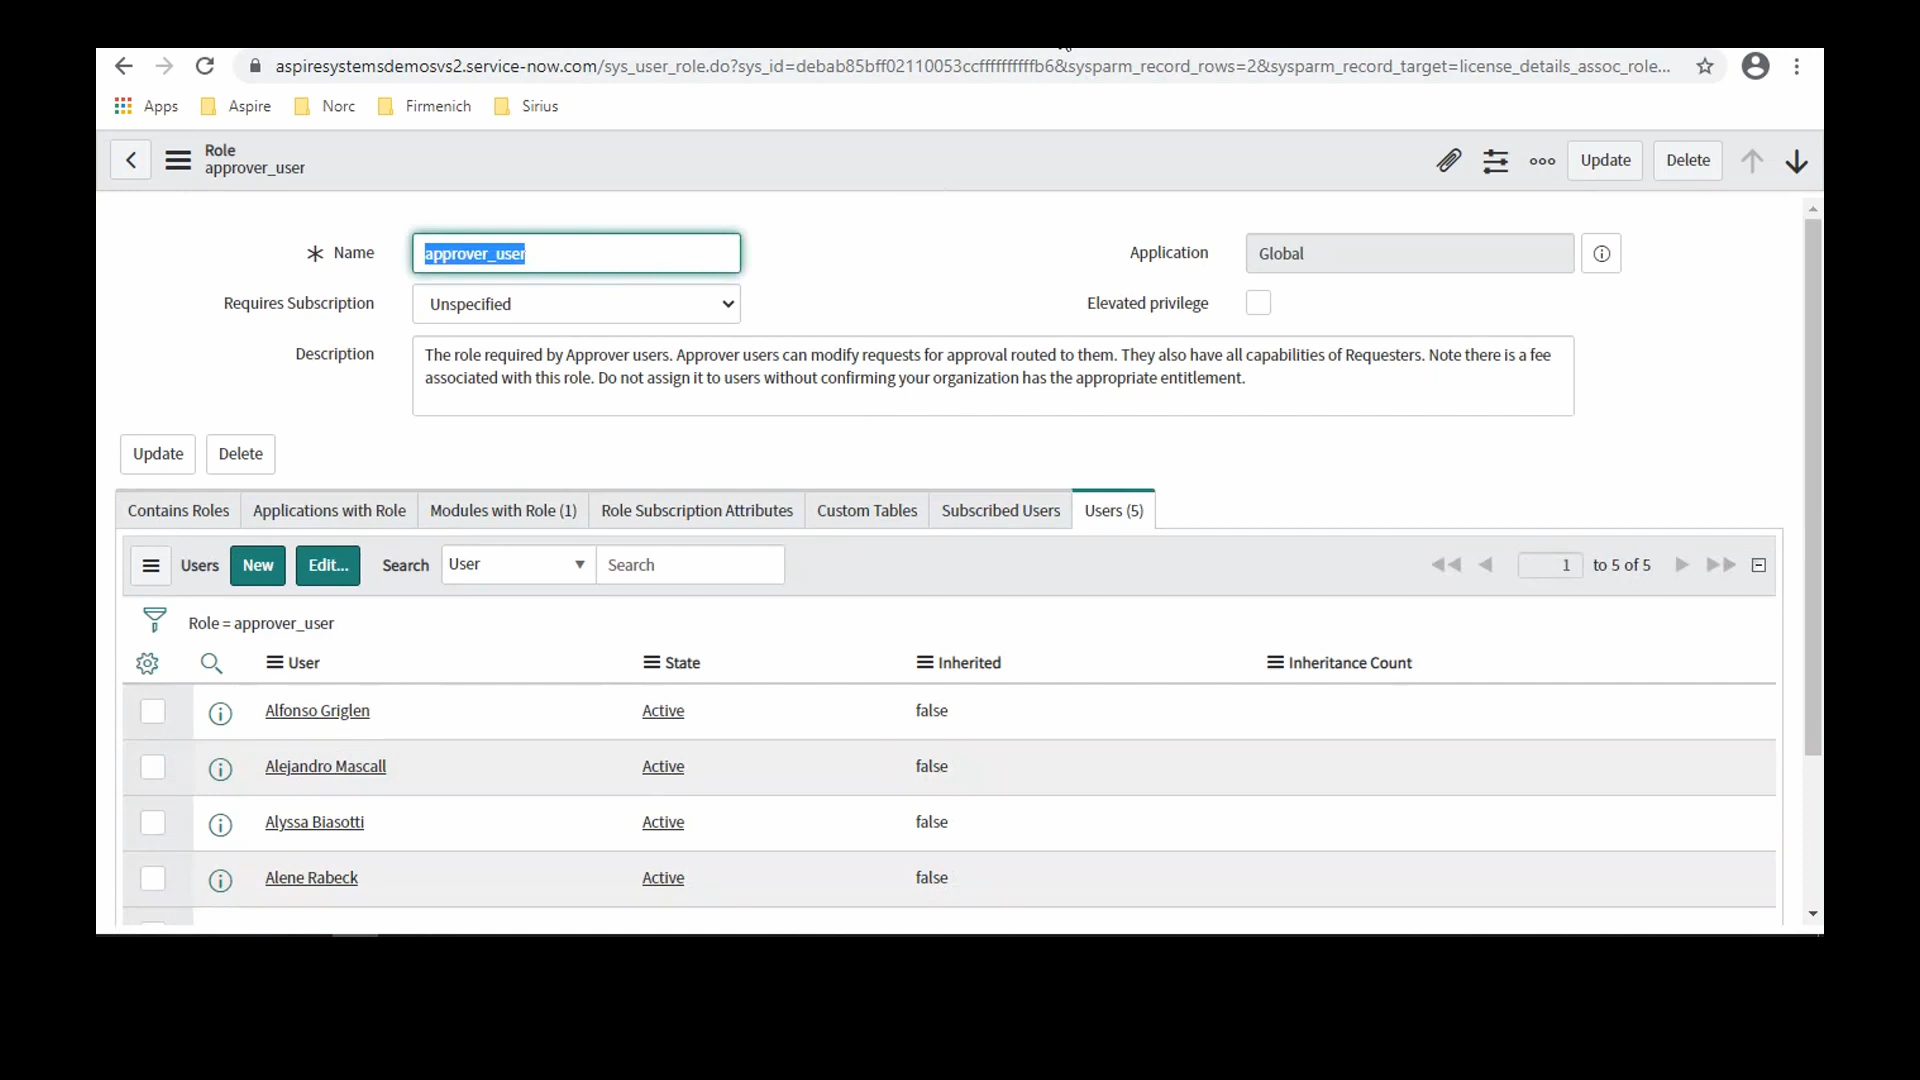 aspiresystemsdemosvs2.service-now.com/sys_user_role.do?sys_id=debab85bff02110053ccffffffffffb6&sysparm_record_rows=2&sysparm_record_target=license_details_assoc_role...
Apps Aspire Norc Firmenich Sirius
Role
approver_user
Update Delete
Name approver_user Application Global
Requires Subscription Unspecified Elevated privilege
Description The role required by Approver users. Approver users can modify requests for approval routed to them. They also have all capabilities of Requesters. Note there is a fee
associated with this role. Do not assign it to users without confirming your organization has the appropriate entitlement.
Update Delete
Contains Roles Applications with Role Modules with Role (1) Role Subscription Attributes Custom Tables Subscribed Users Users (5)
Users New Edit... Search User Search 1 to 5 of 5
Role = approver_user
User State Inherited Inheritance Count
Alfonso Griglen Active false
Alejandro Mascall Active false
Alyssa Biasotti Active false
Alene Rabeck Active false